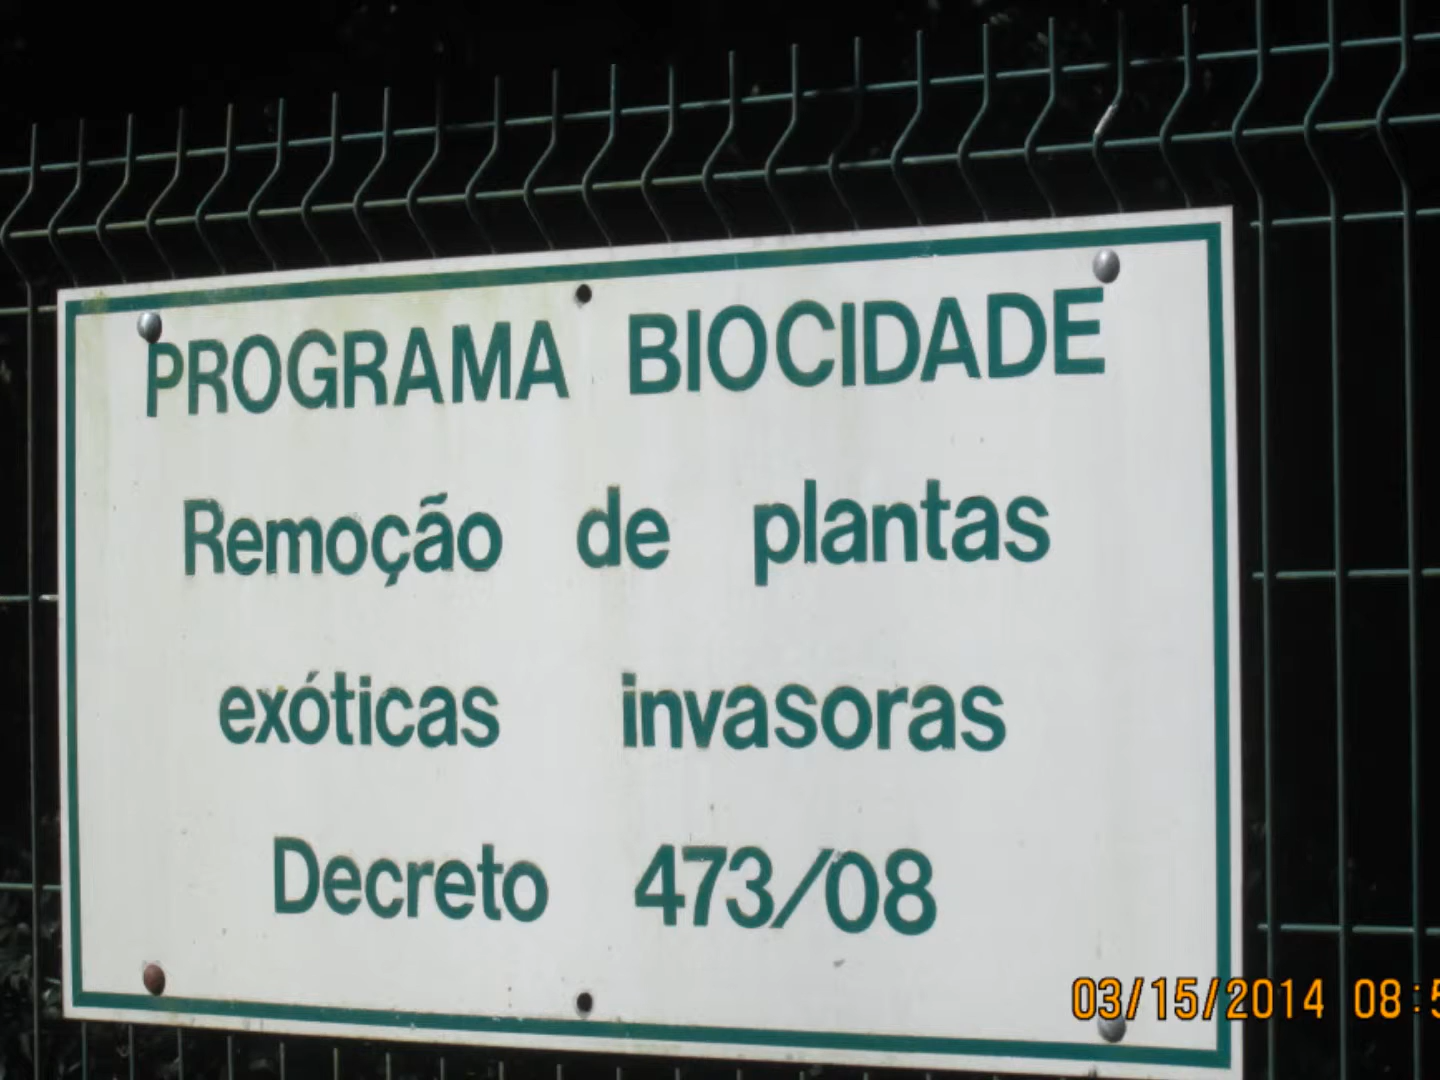 PROGRAMA BIOCIDADE
Remoção de plantas
exóticas invasoras
Decreto 473/08
03/15/2014 08:5